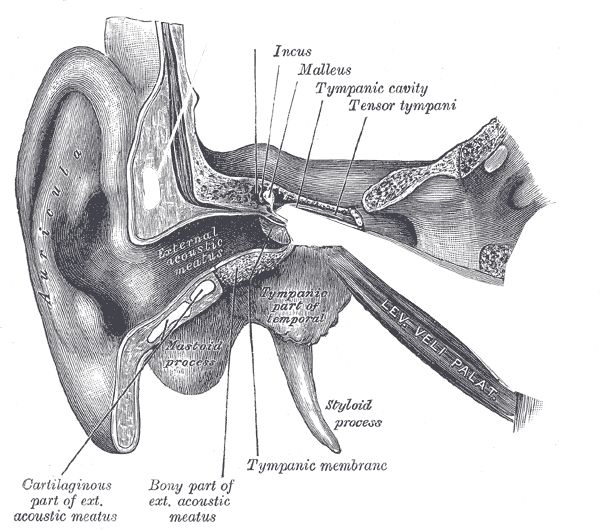 Incus
Malleus
Tympanic cavity
Tensor tympani
Auricula
External
acoustic
meatus
Tympanic
part of
temporal
LEV. VELI PALAT.
Mastoid
process
Styloid
process
Tympanic membrane
Cartilaginous
part of ext.
acoustic meatus
Bony part of
ext. acoustic
meatus